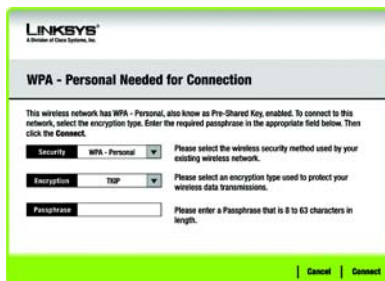 LINKSYS®
A Division of Cisco Systems, Inc.
WPA - Personal Needed for Connection
This wireless network has WPA - Personal, also know as Pre-Shared Key, enabled. To connect to this
network, select the encryption type. Enter the required passphrase in the appropriate field below. Then
click the Connect.
Security WPA - Personal Please select the wireless security method used by your
existing wireless network.
Encryption TKIP Please select an encryption type used to protect your
wireless data transmissions.
Passphrase Please enter a Passphrase that is 8 to 63 characters in
length.
Cancel Connect